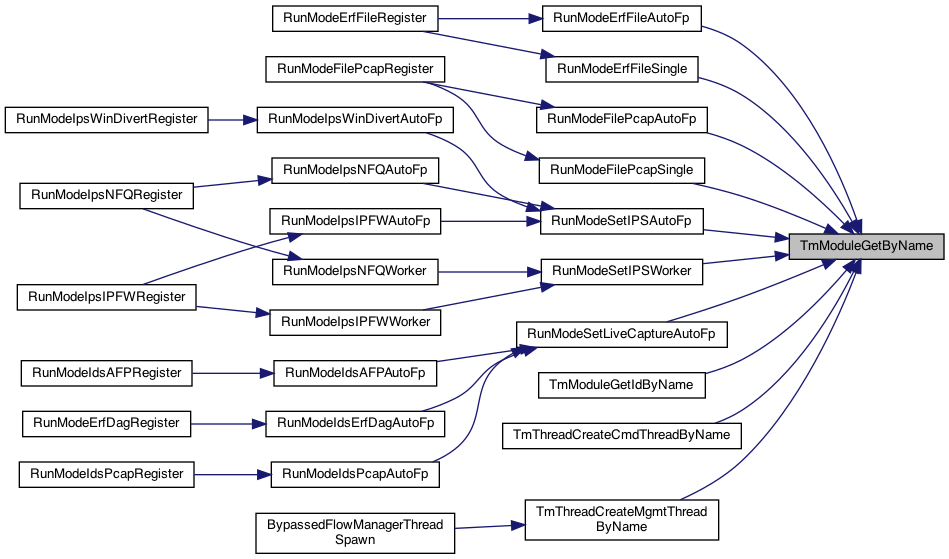 RunModeErfFileRegister
RunModeErfFileAutoFp
RunModeFilePcapRegister
RunModeErfFileSingle
RunModeIpsWinDivertRegister
RunModeIpsWinDivertAutoFp
RunModeFilePcapAutoFp
RunModeIpsNFQRegister
RunModeIpsNFQAutoFp
RunModeFilePcapSingle
RunModeIpsIPFWAutoFp
RunModeSetIPSAutoFp
TmModuleGetByName
RunModeIpsNFQWorker
RunModeSetIPSWorker
RunModeIpsIPFWRegister
RunModeIpsIPFWWorker
RunModeSetLiveCaptureAutoFp
RunModeIdsAFPRegister
RunModeIdsAFPAutoFp
TmModuleGetIdByName
RunModeErfDagRegister
RunModeIdsErfDagAutoFp
TmThreadCreateCmdThreadByName
RunModeIdsPcapRegister
RunModeIdsPcapAutoFp
BypassedFlowManagerThread
Spawn
TmThreadCreateMgmtThread
ByName